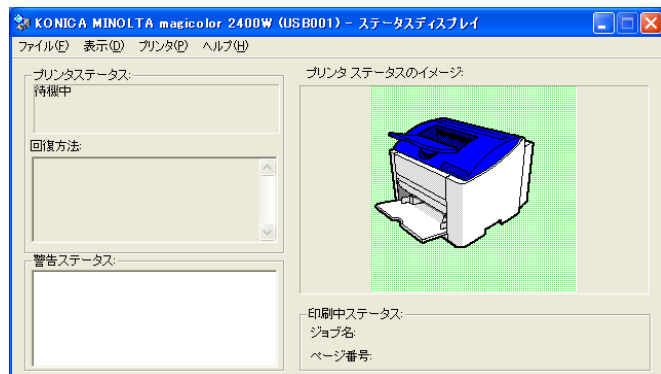 KONICA MINOLTA magicolor 2400W (USB001) - ステータスディスプレイ
ファイル(F) 表示(D) プリンタ(P) ヘルプ(H)
プリンタステータス:
待機中
回復方法:
警告ステータス:
プリンタ ステータスのイメージ:
印刷中ステータス:
ジョブ名:
ページ番号: